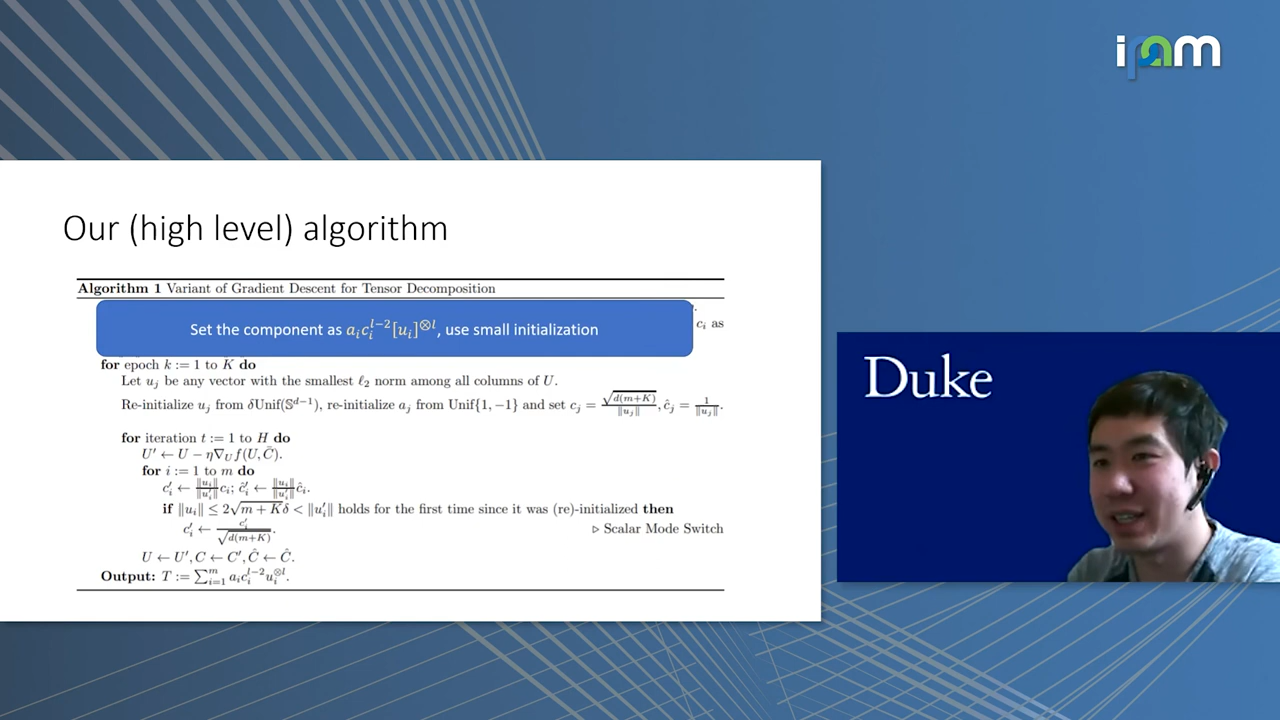 ipam
Our (high level) algorithm
Algorithm 1 Variant of Gradient Descent for Tensor Decomposition
Set the component as $a_i c_i^{l-2}[u_i]^{\otimes l}$, use small initialization
$c_i$ as
for epoch $k := 1$ to $K$ do
Let $u_j$ be any vector with the smallest $\ell_2$ norm among all columns of $U$.
Re-initialize $u_j$ from $\delta$Unif$(\mathbb{S}^{d-1})$, re-initialize $a_j$ from Unif$\{1, -1\}$ and set $c_j = \frac{\sqrt{d(m+K)}}{\|u_j\|}, \hat{c}_j = \frac{1}{\|u_j\|}$.
for iteration $t := 1$ to $H$ do
$U' \leftarrow U - \eta \nabla_U f(U, \bar{C})$.
for $i := 1$ to $m$ do
$c_i' \leftarrow \frac{\|u_i\|}{\|u_i'\|} c_i; \hat{c}_i' \leftarrow \frac{\|u_i\|}{\|u_i'\|} \hat{c}_i$.
if $\|u_i\| \leq 2\sqrt{m+K}\delta < \|u_i'\|$ holds for the first time since it was (re)-initialized then
$c_i' \leftarrow \frac{c_i'}{\sqrt{d(m+K)}}$. ▷ Scalar Mode Switch
$U \leftarrow U', C \leftarrow C', \hat{C} \leftarrow \hat{C}$.
Output: $T := \sum_{i=1}^m a_i c_i^{l-2} u_i^{\otimes l}$.
Duke